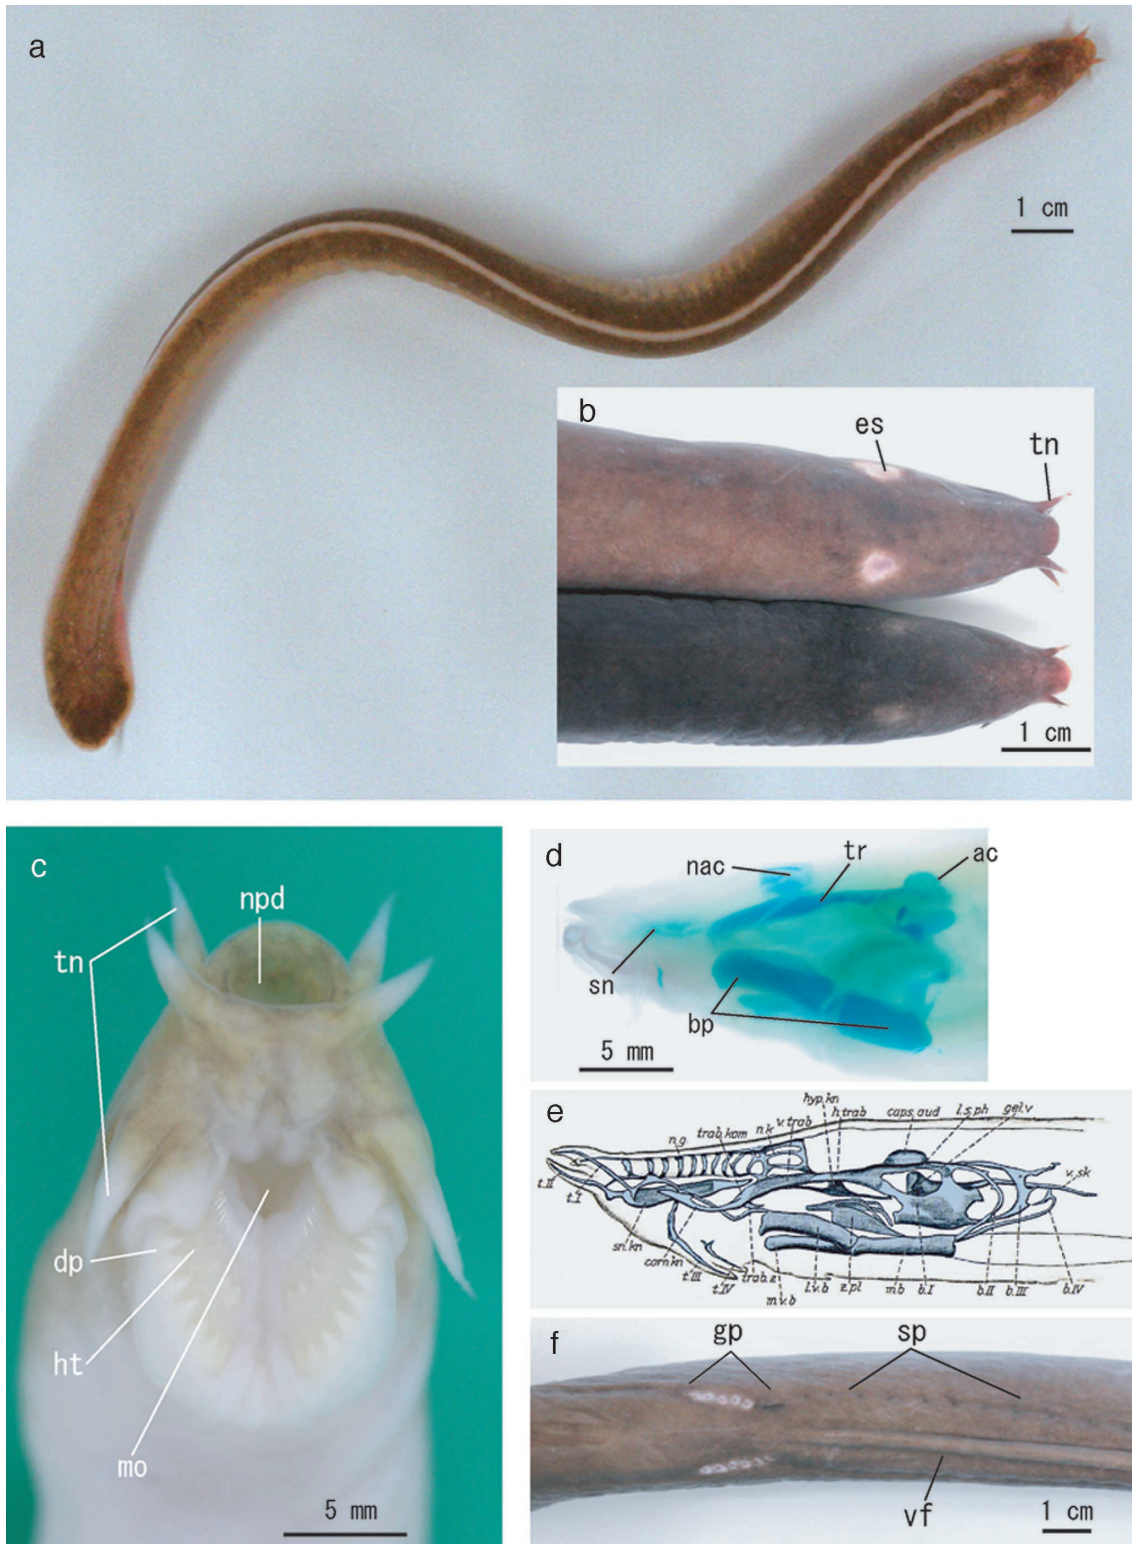 a
1 cm
b
es
tn
1 cm
c
npd
tn
dp
ht
mo
5 mm
d
nac
tr
ac
sn
bp
5 mm
e
hyp.kn
h.trab
caps.aud
l.s.ph
gel.v
n.g.
trab.kom
n.k
v.trab
v.sk
t.II
t.I
sn.kn
corn.kn
t.III
t.IV
trab.z
m.v.b
l.v.b
z.pl
m.b
b.I
b.II
b.III
b.IV
f
gp
sp
vf
1 cm